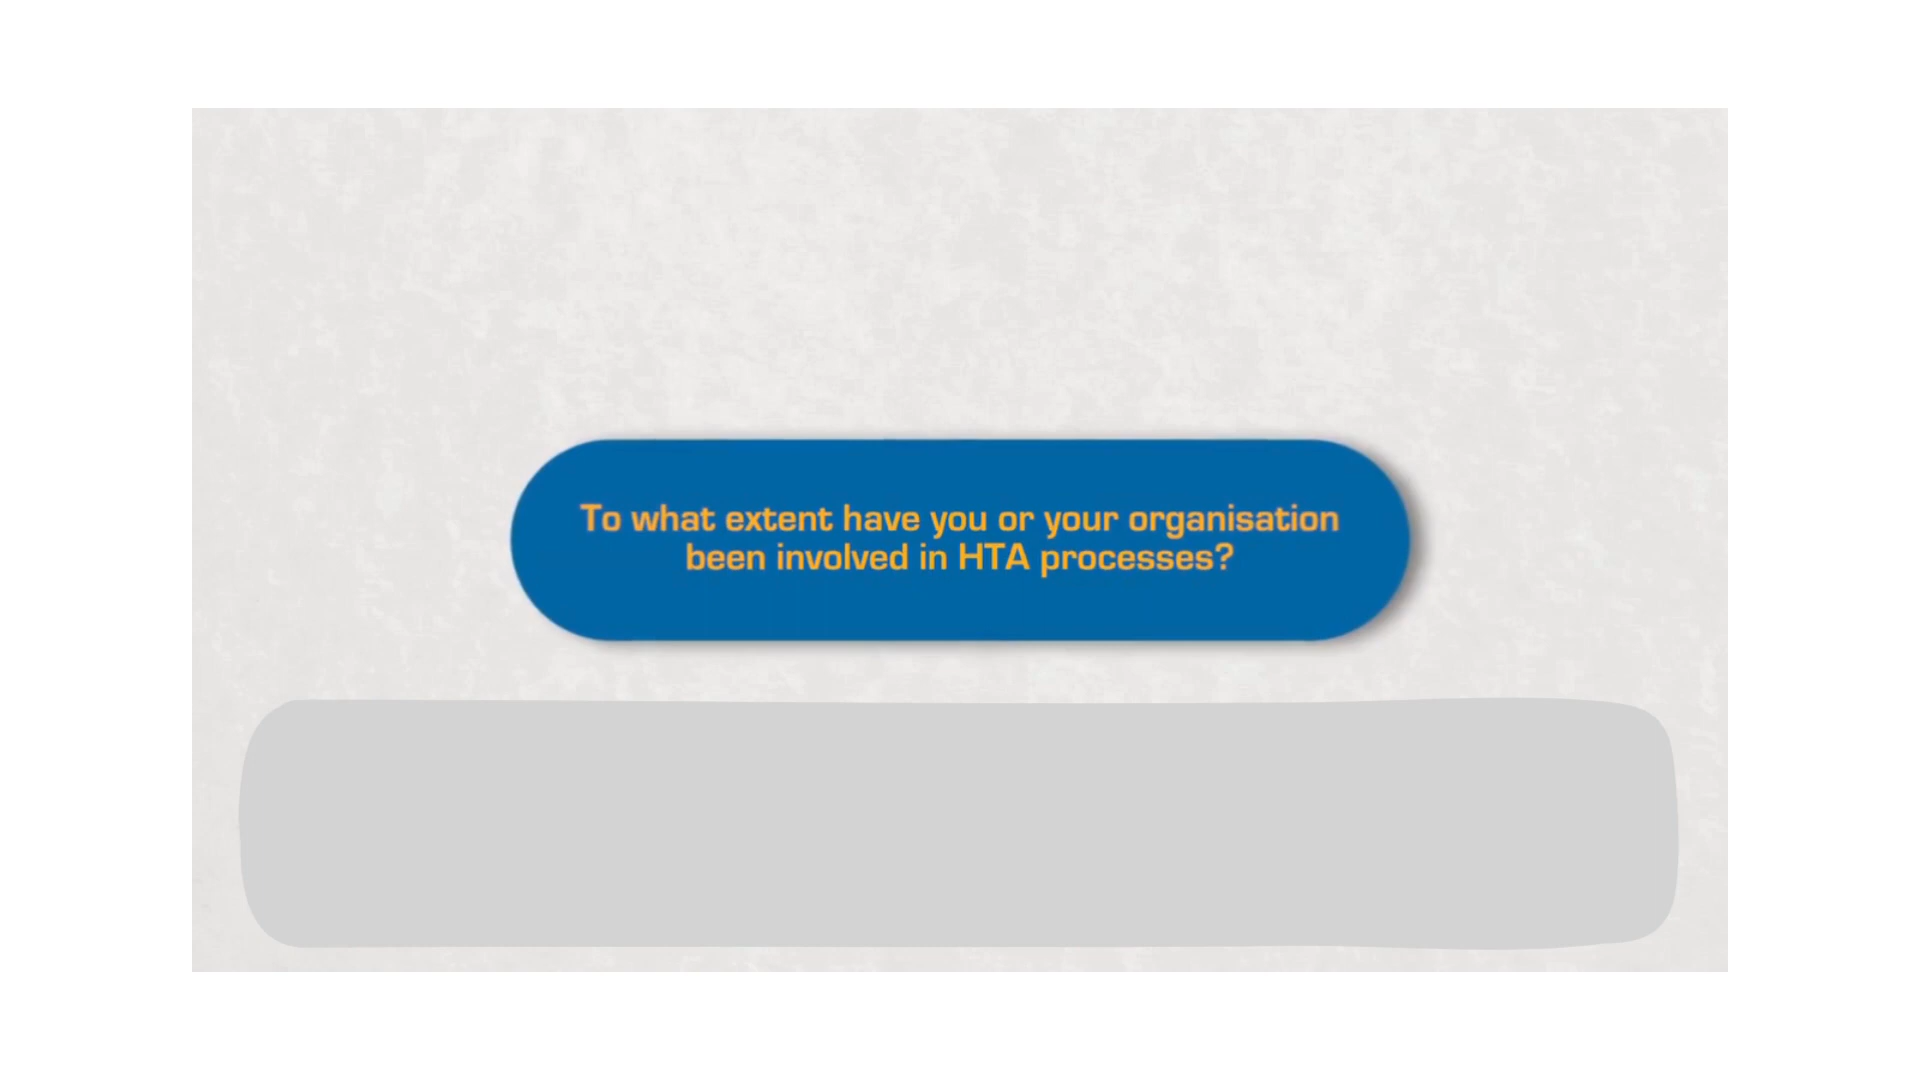 To what extent have you or your organisation
been involved in HTA processes?